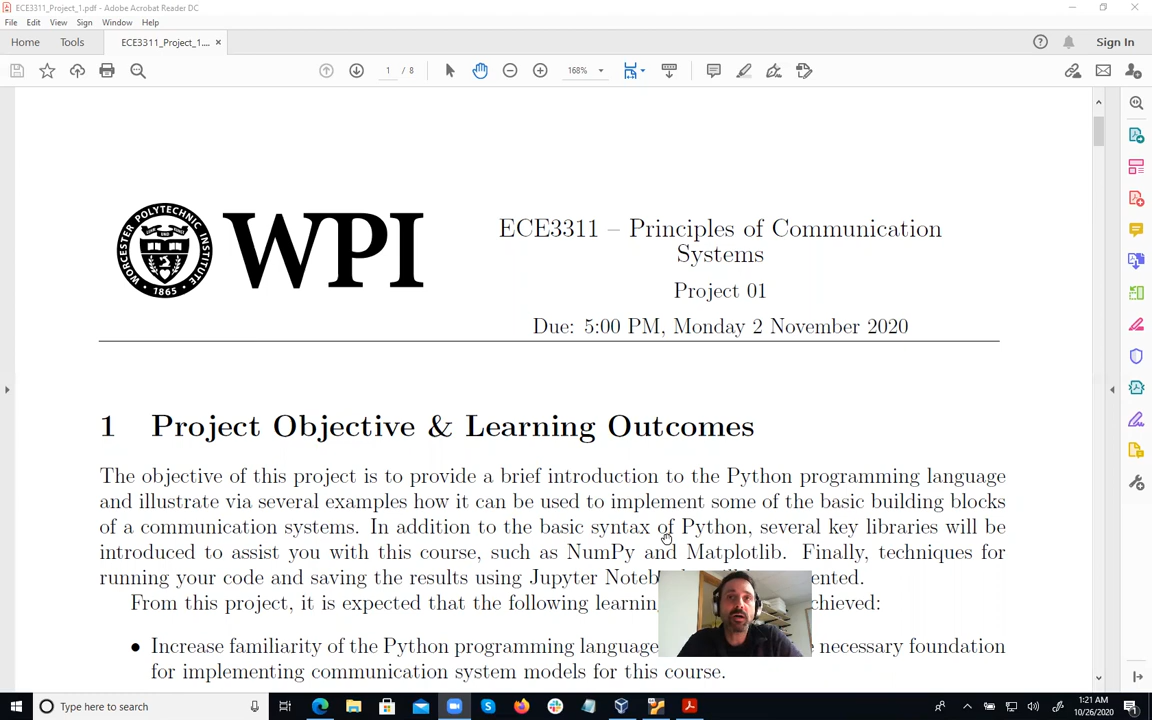 ECE3311_Project_1.pdf - Adobe Acrobat Reader DC
File Edit View Sign Window Help
Home Tools ECE3311_Project_1.... × Sign In
1 / 8 168%
WORCESTER POLYTECHNIC INSTITUTE
1865
WPI
ECE3311 – Principles of Communication
Systems
Project 01
Due: 5:00 PM, Monday 2 November 2020
1 Project Objective & Learning Outcomes
The objective of this project is to provide a brief introduction to the Python programming language
and illustrate via several examples how it can be used to implement some of the basic building blocks
of a communication systems. In addition to the basic syntax of Python, several key libraries will be
introduced to assist you with this course, such as NumPy and Matplotlib. Finally, techniques for
running your code and saving the results using Jupyter
From this project, it is expected that the following
• Increase familiarity of the Python programming language necessary foundation
for implementing communication system models for this course.
Type here to search
1:21 AM
10/26/2020